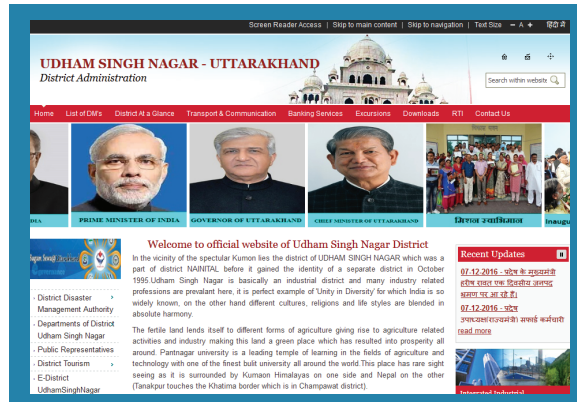 Screen Reader Access | Skip to main content | Skip to navigation | Text Size − A + हिंदी में
UDHAM SINGH NAGAR - UTTARAKHAND
District Administration
Search within website
Home List of DM's District At a Glance Transport & Communication Banking Services Excursions Downloads RTI Contact Us
PRIME MINISTER OF INDIA GOVERNOR OF UTTARAKHAND CHIEF MINISTER OF UTTARAKHAND मिशन स्वाभिमान Inaugu
Welcome to official website of Udham Singh Nagar District
In the vicinity of the spectular Kumon lies the district of UDHAM SINGH NAGAR which was a
part of district NAINITAL before it gained the identity of a separate district in October
1995.Udham Singh Nagar is basically an industrial district and many industry related
professions are prevalant here, it is perfect example of 'Unity in Diversity' for which India is so
widely known, on the other hand different cultures, religions and life styles are blended in
absolute harmony.
The fertile land lends itself to different forms of agriculture giving rise to agriculture related
activities and industry making this land a green place which has resulted into prosperity all
around. Pantnagar university is a leading temple of learning in the fields of agriculture and
technology with one of the finest bulit university all around the world.This place has rare sight
seeing as it is surrounded by Kumaon Himalayas on one side and Nepal on the other
(Tanakpur touches the Khatima border which is in Champawat district).
District Disaster
Management Authority
Departments of District
Udham Singh Nagar
Public Representatives
District Tourism
E-District
UdhamSinghNagar
Recent Updates
07-12-2016 - प्रदेश के मुख्यमंत्री
हरीष रावत एक दिवसीय जनपद
भ्रमण पर आ रहे हैं।
07-12-2016 - प्रदेश
उपाध्यक्ष(राज्यमंत्री) सफाई कर्मचारी
read more
Integrated Industrial